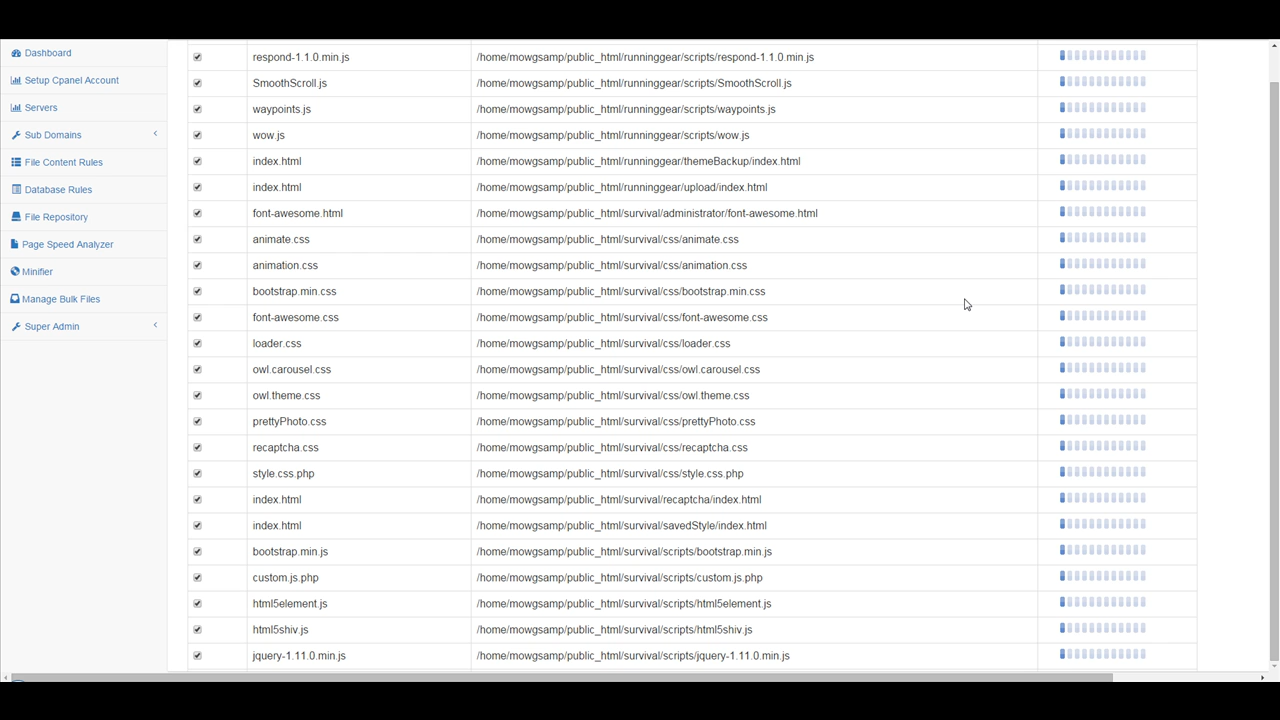 Dashboard
Setup Cpanel Account
Servers
Sub Domains
File Content Rules
Database Rules
File Repository
Page Speed Analyzer
Minifier
Manage Bulk Files
Super Admin
respond-1.1.0.min.js /home/mowgsamp/public_html/runninggear/scripts/respond-1.1.0.min.js
SmoothScroll.js /home/mowgsamp/public_html/runninggear/scripts/SmoothScroll.js
waypoints.js /home/mowgsamp/public_html/runninggear/scripts/waypoints.js
wow.js /home/mowgsamp/public_html/runninggear/scripts/wow.js
index.html /home/mowgsamp/public_html/runninggear/themeBackup/index.html
index.html /home/mowgsamp/public_html/runninggear/upload/index.html
font-awesome.html /home/mowgsamp/public_html/survival/administrator/font-awesome.html
animate.css /home/mowgsamp/public_html/survival/css/animate.css
animation.css /home/mowgsamp/public_html/survival/css/animation.css
bootstrap.min.css /home/mowgsamp/public_html/survival/css/bootstrap.min.css
font-awesome.css /home/mowgsamp/public_html/survival/css/font-awesome.css
loader.css /home/mowgsamp/public_html/survival/css/loader.css
owl.carousel.css /home/mowgsamp/public_html/survival/css/owl.carousel.css
owl.theme.css /home/mowgsamp/public_html/survival/css/owl.theme.css
prettyPhoto.css /home/mowgsamp/public_html/survival/css/prettyPhoto.css
recaptcha.css /home/mowgsamp/public_html/survival/css/recaptcha.css
style.css.php /home/mowgsamp/public_html/survival/css/style.css.php
index.html /home/mowgsamp/public_html/survival/recaptcha/index.html
index.html /home/mowgsamp/public_html/survival/savedStyle/index.html
bootstrap.min.js /home/mowgsamp/public_html/survival/scripts/bootstrap.min.js
custom.js.php /home/mowgsamp/public_html/survival/scripts/custom.js.php
html5element.js /home/mowgsamp/public_html/survival/scripts/html5element.js
html5shiv.js /home/mowgsamp/public_html/survival/scripts/html5shiv.js
jquery-1.11.0.min.js /home/mowgsamp/public_html/survival/scripts/jquery-1.11.0.min.js